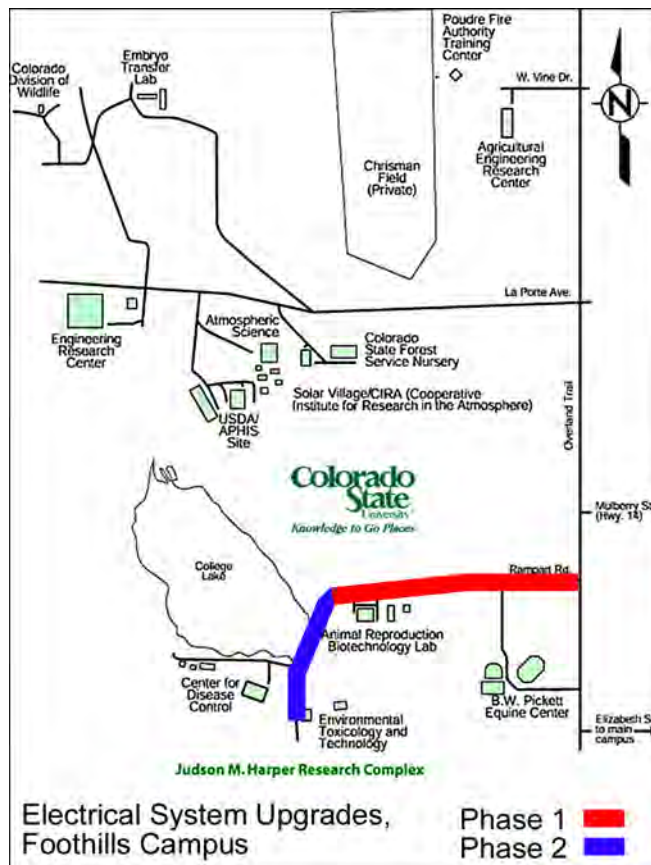 Poudre Fire
Authority
Training
Center
Embryo
Transfer
Lab
Colorado
Division of
Wildlife
W. Vine Dr.
N
Agricultural
Engineering
Research
Center
Chrisman
Field
(Private)
La Porte Ave.
Engineering
Research
Center
Atmospheric
Science
Colorado
State Forest
Service Nursery
Solar Village/CIRA (Cooperative
Institute for Research in the Atmosphere)
USDA/
APHIS
Site
Overland Trail
Colorado
State
University
Knowledge to Go Places
Mulberry St
(Hwy. 14)
College
Lake
Rampart Rd.
Animal Reproduction
Biotechnology Lab
Center for
Disease
Control
B.W. Pickett
Equine Center
Environmental
Toxicology and
Technology
Elizabeth S
to main
campus
Judson M. Harper Research Complex
Electrical System Upgrades,
Foothills Campus
Phase 1
Phase 2